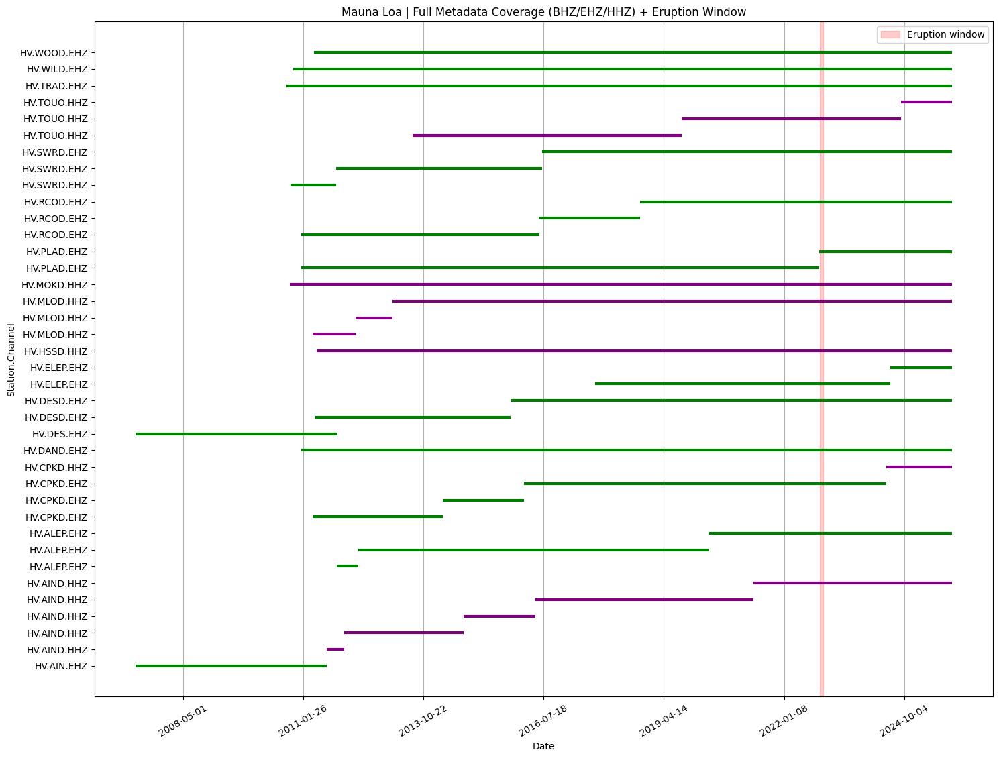 Mauna Loa | Full Metadata Coverage (BHZ/EHZ/HHZ) + Eruption Window
Eruption window
HV.WOOD.EHZ
HV.WILD.EHZ
HV.TRAD.EHZ
HV.TOUO.HHZ
HV.TOUO.HHZ
HV.TOUO.HHZ
HV.SWRD.EHZ
HV.SWRD.EHZ
HV.SWRD.EHZ
HV.RCOD.EHZ
HV.RCOD.EHZ
HV.RCOD.EHZ
HV.PLAD.EHZ
HV.PLAD.EHZ
HV.MOKD.HHZ
HV.MLOD.HHZ
HV.MLOD.HHZ
HV.MLOD.HHZ
HV.HSSD.HHZ
HV.ELEP.EHZ
HV.ELEP.EHZ
HV.DESD.EHZ
HV.DESD.EHZ
HV.DES.EHZ
HV.DAND.EHZ
HV.CPKD.HHZ
HV.CPKD.EHZ
HV.CPKD.EHZ
HV.CPKD.EHZ
HV.ALEP.EHZ
HV.ALEP.EHZ
HV.ALEP.EHZ
HV.AIND.HHZ
HV.AIND.HHZ
HV.AIND.HHZ
HV.AIND.HHZ
HV.AIND.HHZ
HV.AIN.EHZ
Station.Channel
2008-05-01
2011-01-26
2013-10-22
2016-07-18
2019-04-14
2022-01-08
2024-10-04
Date